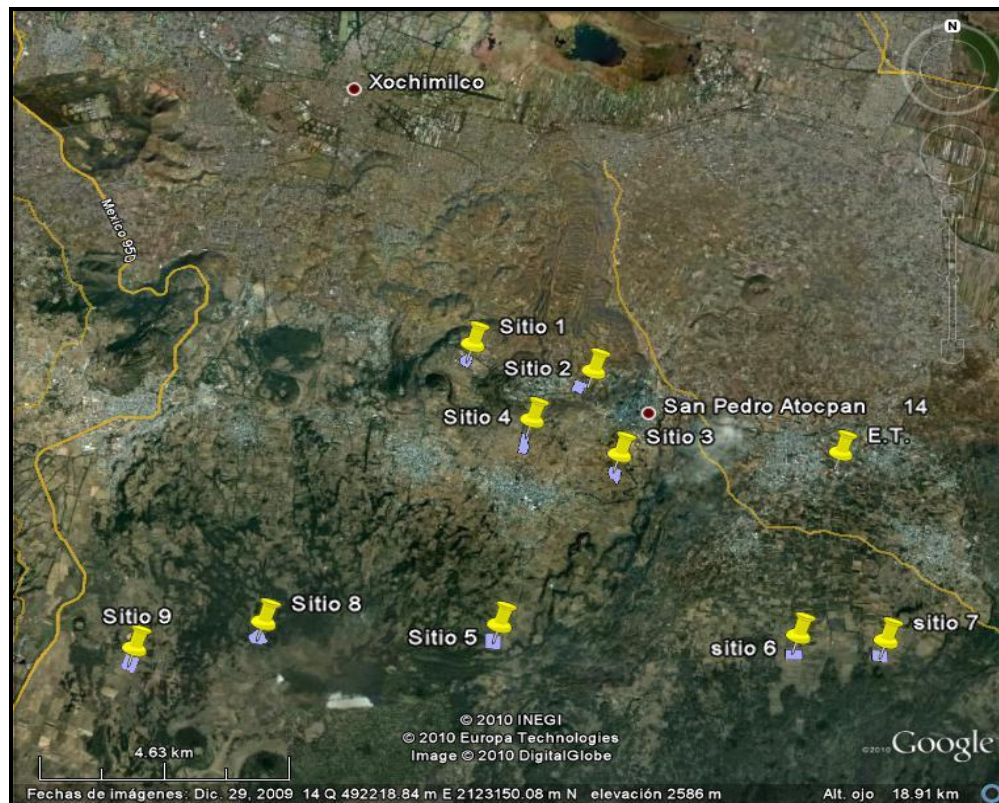 N
Xochimilco
Mexico 95D
Sitio 1
Sitio 2
San Pedro Atocpan 14
Sitio 4
Sitio 3
E.T.
Sitio 9
Sitio 8
Sitio 5
sitio 6
sitio 7
4.63 km
© 2010 INEGI
© 2010 Europa Technologies
Image © 2010 DigitalGlobe
©2010 Google
Fechas de imágenes: Dic. 29, 2009 14 Q 492218.84 m E 2123150.08 m N elevación 2586 m Alt. ojo 18.91 km